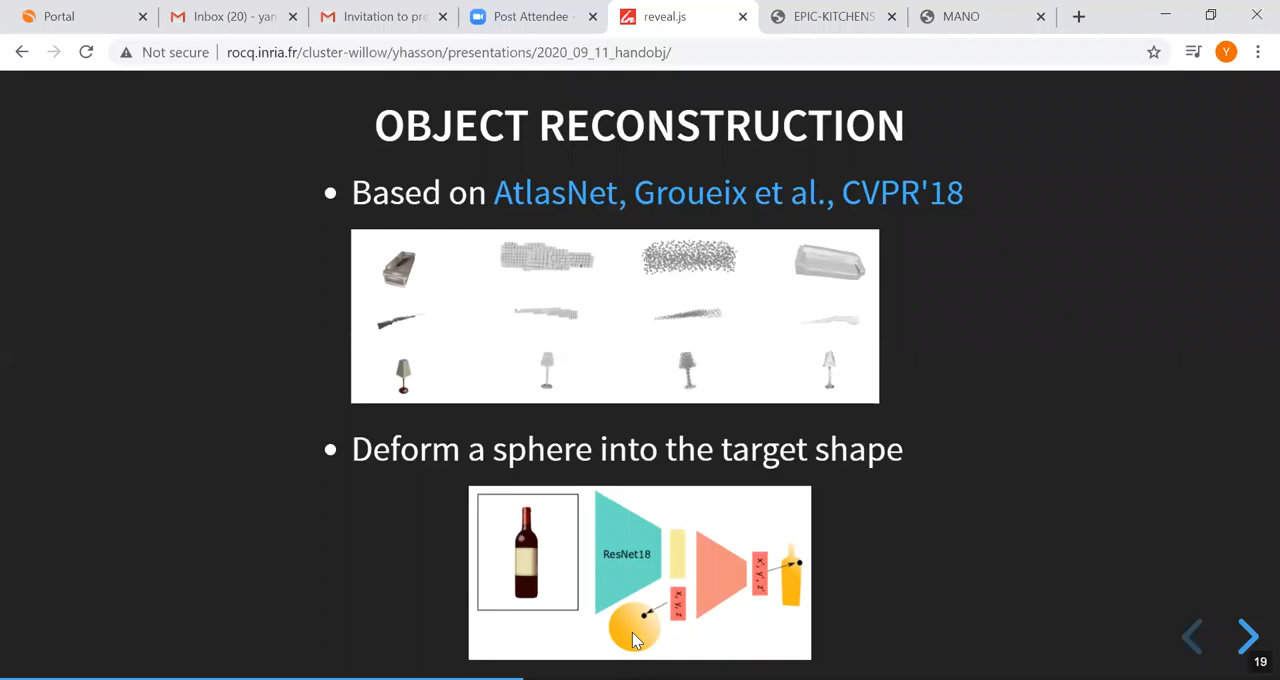 Portal
Inbox (20) - yan
Invitation to pre
Post Attendee -
reveal.js
EPIC-KITCHENS
MANO
Not secure
rocq.inria.fr/cluster-willow/yhasson/presentations/2020_09_11_handobj/
Y
OBJECT RECONSTRUCTION
• Based on AtlasNet, Groueix et al., CVPR'18
• Deform a sphere into the target shape
ResNet18
x, y, z
x', y', z'
19